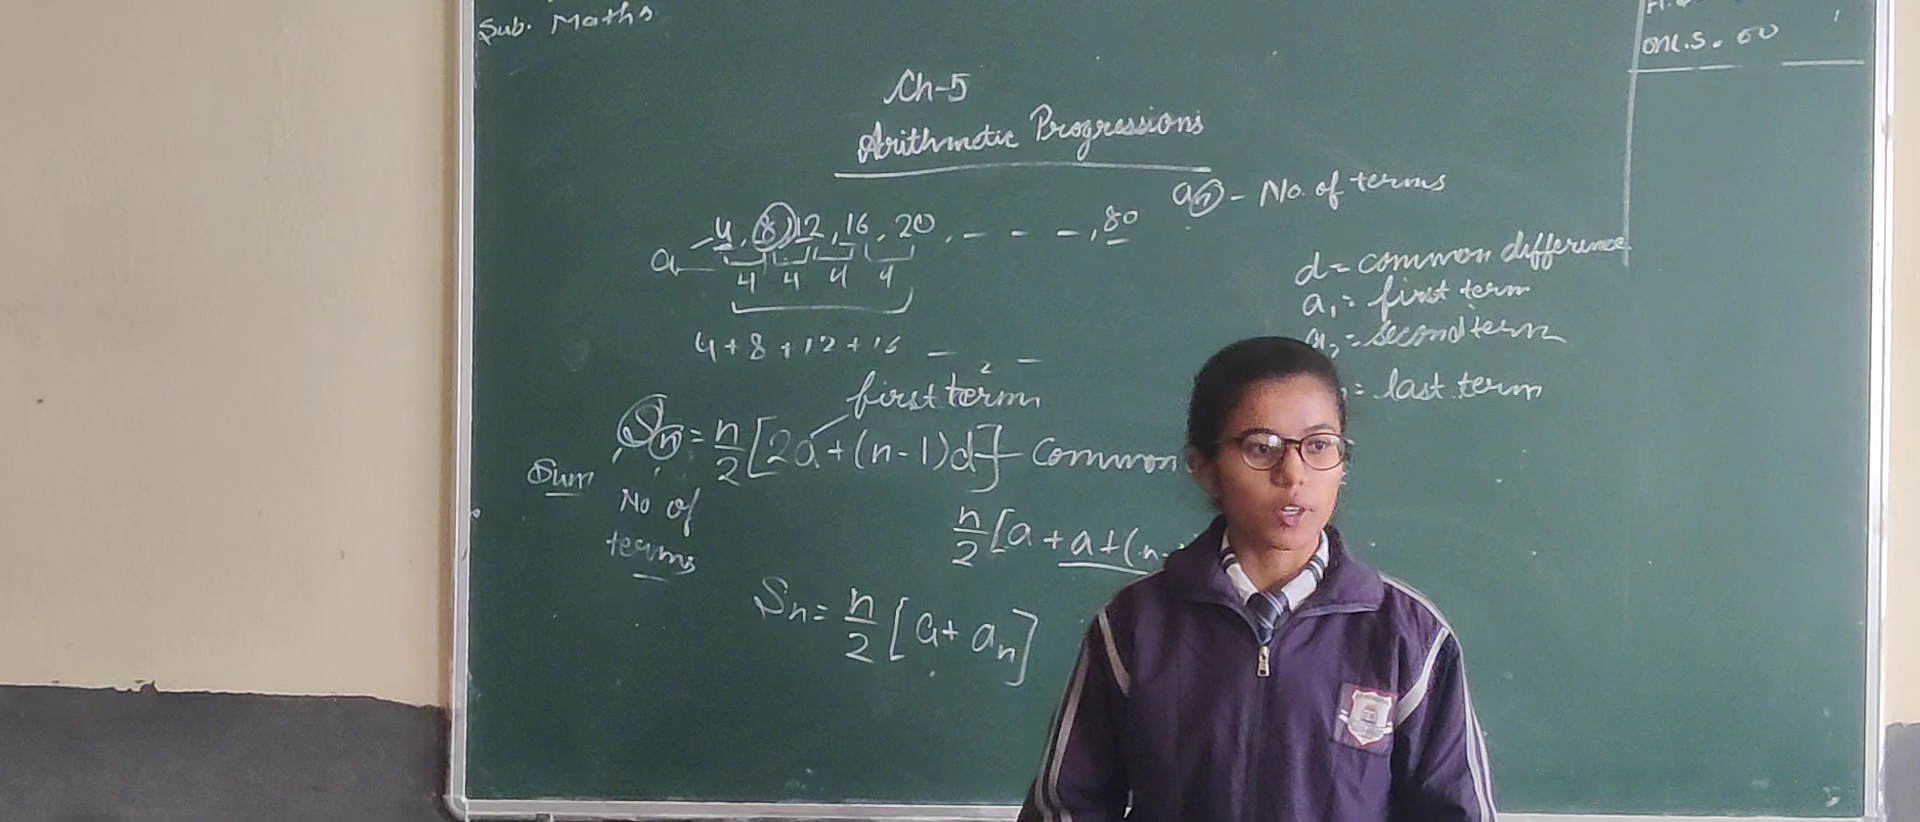 Sub. Maths
Ch-5
Arithmetic Progressions
an - No. of terms
a 4, 8, 12, 16, 20, - - - -, 80
4 4 4 4
4 + 8 + 12 + 16 - -
d = common difference
a1 = first term
a2 = second term
= last term
first term
Sn = n/2 [2a + (n-1)d] Common
Sum
No of
terms
n/2 [a + a + (n-
Sn = n/2 [a + an]